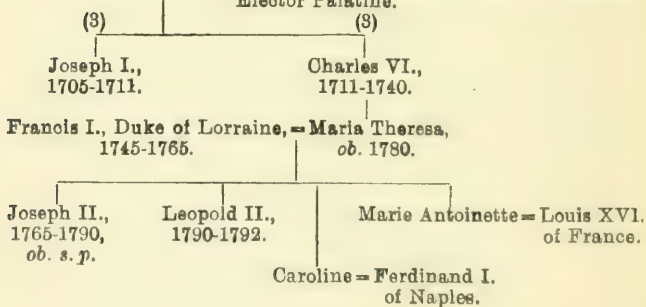 Elector Palatine.
(3) (3)
Joseph I., Charles VI.,
1705-1711. 1711-1740.
Francis I., Duke of Lorraine, = Maria Theresa,
1745-1765. ob. 1780.
Joseph II., Leopold II., Marie Antoinette = Louis XVI.
1765-1790, 1790-1792. of France.
ob. s. p.
Caroline = Ferdinand I.
of Naples.